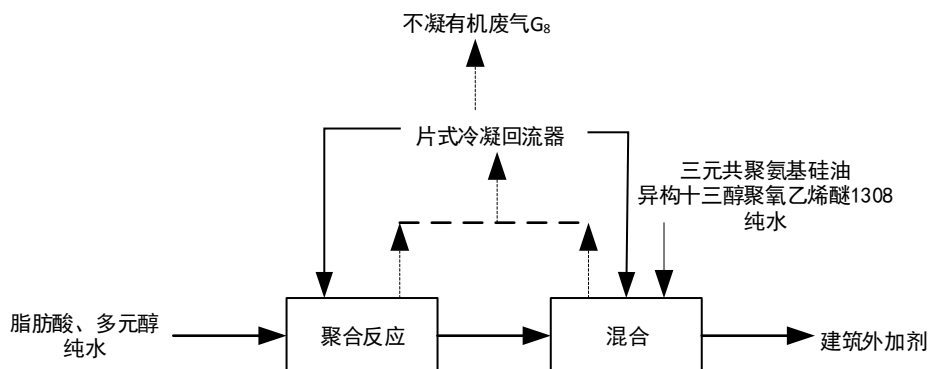 不凝有机废气G₈
片式冷凝回流器
三元共聚氨基硅油
异构十三醇聚氧乙烯醚1308
纯水
脂肪酸、多元醇
纯水
聚合反应
混合
建筑外加剂